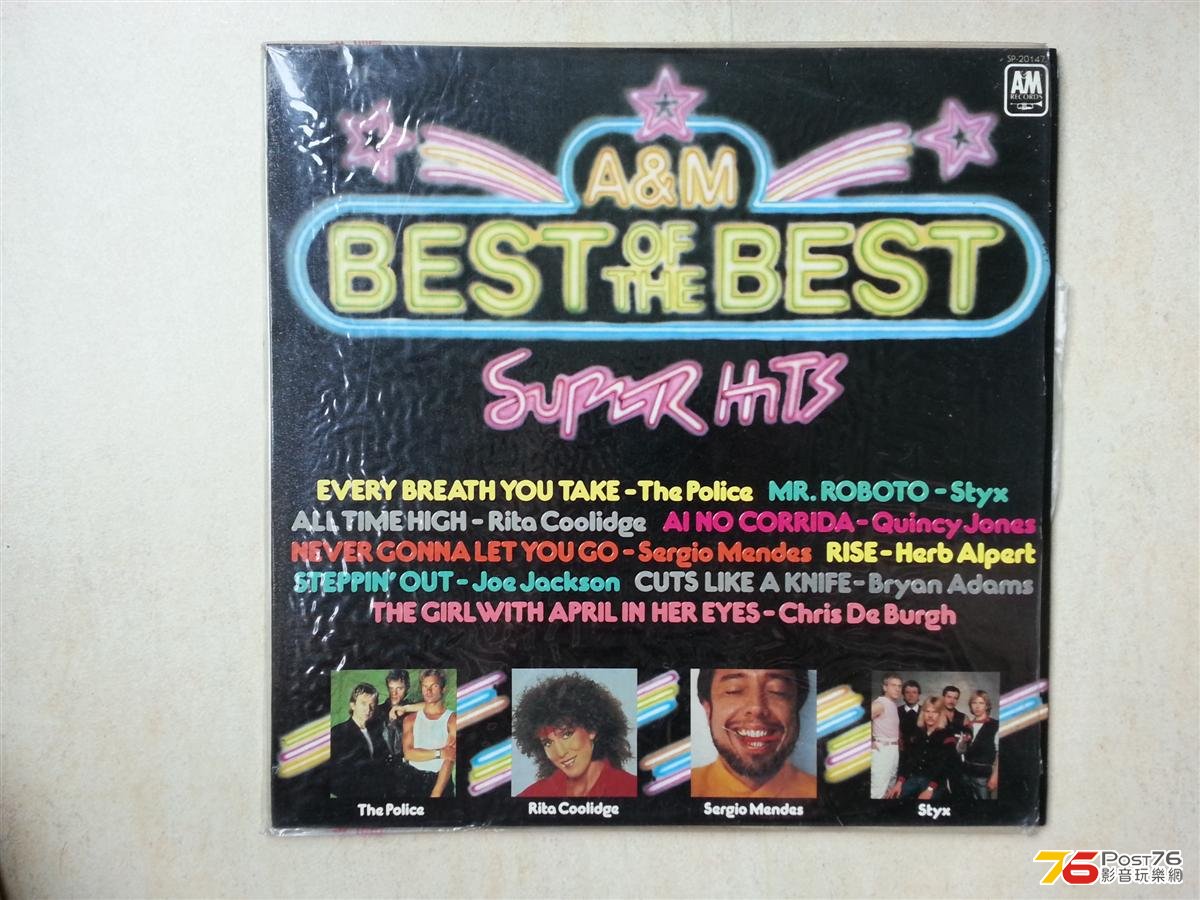 SP-20147
A&M
RECORDS
A&M
BEST OF THE BEST
SUPER HITS
EVERY BREATH YOU TAKE - The Police MR. ROBOTO - Styx
ALL TIME HIGH - Rita Coolidge AI NO CORRIDA - Quincy Jones
NEVER GONNA LET YOU GO - Sergio Mendes RISE - Herb Alpert
STEPPIN' OUT - Joe Jackson CUTS LIKE A KNIFE - Bryan Adams
THE GIRL WITH APRIL IN HER EYES - Chris De Burgh
The Police Rita Coolidge Sergio Mendes Styx
76 POST76
影音玩樂網